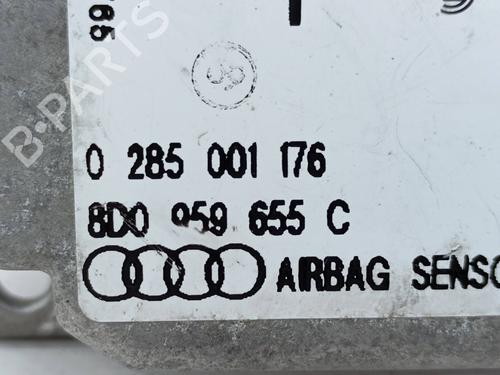 B-PARTS
0 285 001 176
8D0 959 655 C
AIRBAG SENSO